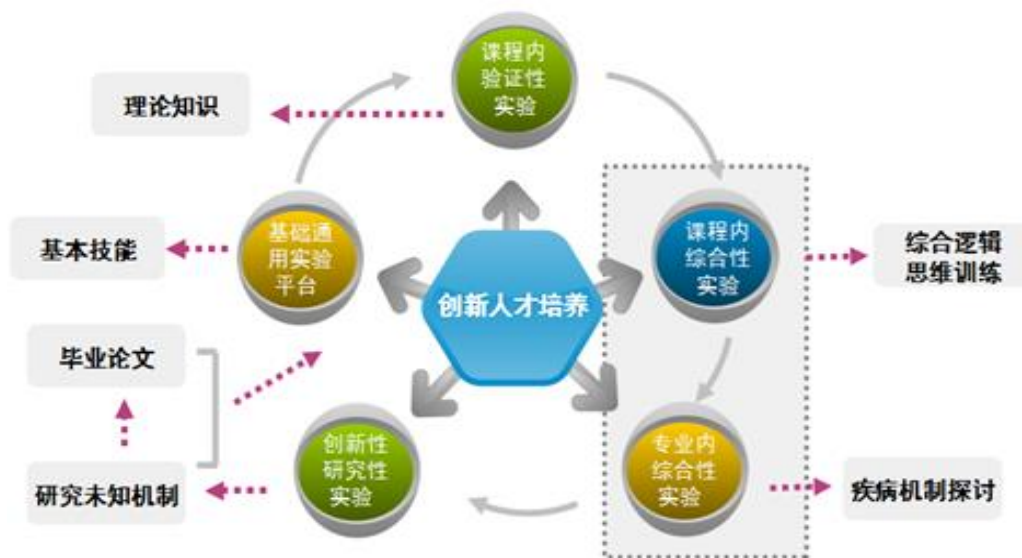 课程内
验证性
实验
理论知识
基础通
用实验
平台
基本技能
课程内
综合性
实验
综合逻辑
思维训练
创新人才培养
毕业论文
创新性
研究性
实验
专业内
综合性
实验
研究未知机制
疾病机制探讨